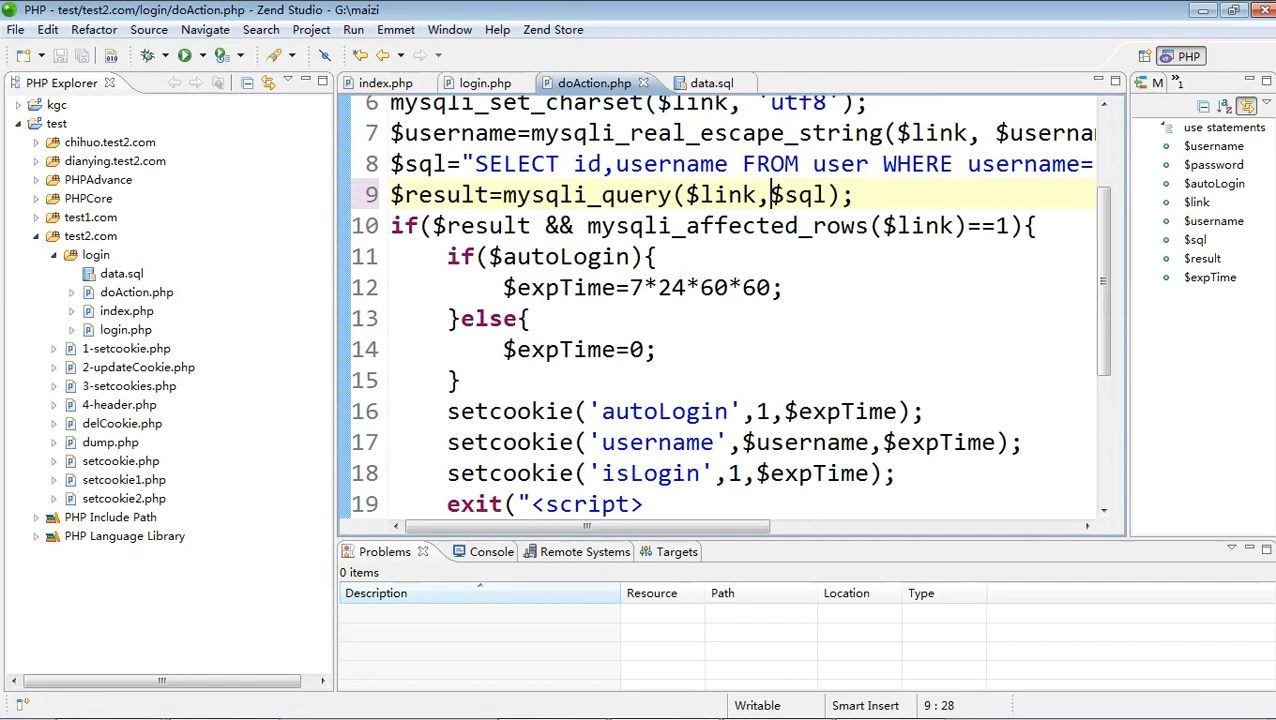 PHP - test/test2.com/login/doAction.php - Zend Studio - G:\maizi
File Edit Refactor Source Navigate Search Project Run Emmet Window Help Zend Store
PHP
PHP Explorer
index.php login.php doAction.php data.sql
M »1
kgc
test
chihuo.test2.com
dianying.test2.com
PHPAdvance
PHPCore
test1.com
test2.com
login
data.sql
doAction.php
index.php
login.php
1-setcookie.php
2-updateCookie.php
3-setcookies.php
4-header.php
delCookie.php
dump.php
setcookie.php
setcookie1.php
setcookie2.php
PHP Include Path
PHP Language Library
6 mysqli_set_charset($link, 'utf8');
7 $username=mysqli_real_escape_string($link, $userna
8 $sql="SELECT id,username FROM user WHERE username=
9 $result=mysqli_query($link,$sql);
10 if($result && mysqli_affected_rows($link)==1){
11 if($autoLogin){
12 $expTime=7*24*60*60;
13 }else{
14 $expTime=0;
15 }
16 setcookie('autoLogin',1,$expTime);
17 setcookie('username',$username,$expTime);
18 setcookie('isLogin',1,$expTime);
19 exit("<script>
use statements
$username
$password
$autoLogin
$link
$username
$sql
$result
$expTime
Problems Console Remote Systems Targets
0 items
Description Resource Path Location Type
Writable Smart Insert 9 : 28